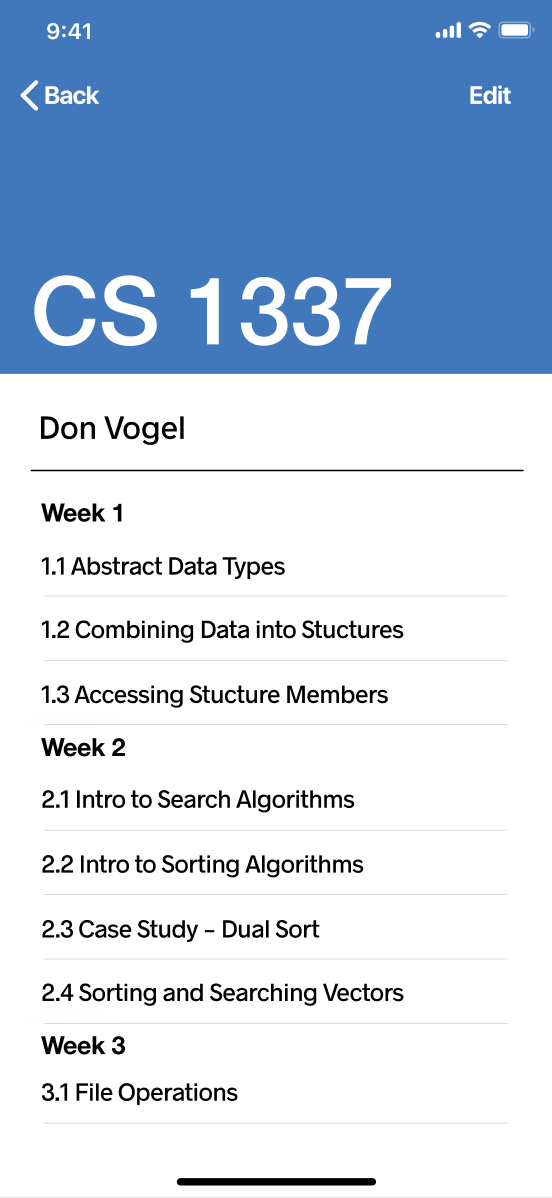 9:41
Back
Edit
CS 1337
Don Vogel
Week 1
1.1 Abstract Data Types
1.2 Combining Data into Stuctures
1.3 Accessing Stucture Members
Week 2
2.1 Intro to Search Algorithms
2.2 Intro to Sorting Algorithms
2.3 Case Study – Dual Sort
2.4 Sorting and Searching Vectors
Week 3
3.1 File Operations